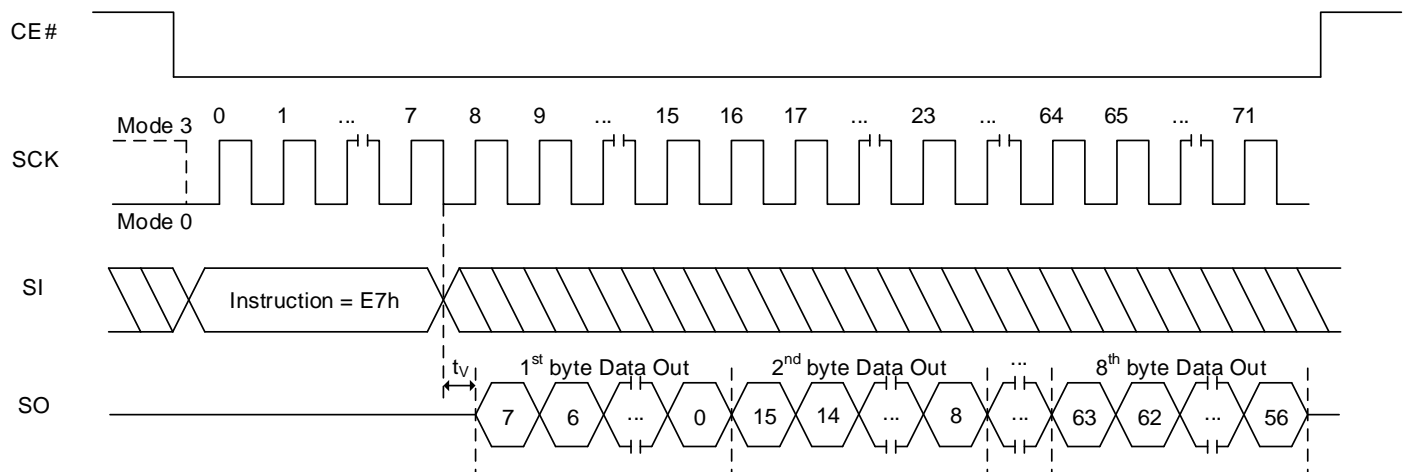 CE#
0 1 ... 7 8 9 ... 15 16 17 ... 23 ... 64 65 ... 71
Mode 3
SCK
Mode 0
SI
Instruction = E7h
tV 1st byte Data Out 2nd byte Data Out ... 8th byte Data Out
SO
7 6 ... 0 15 14 ... 8 ... 63 62 ... 56